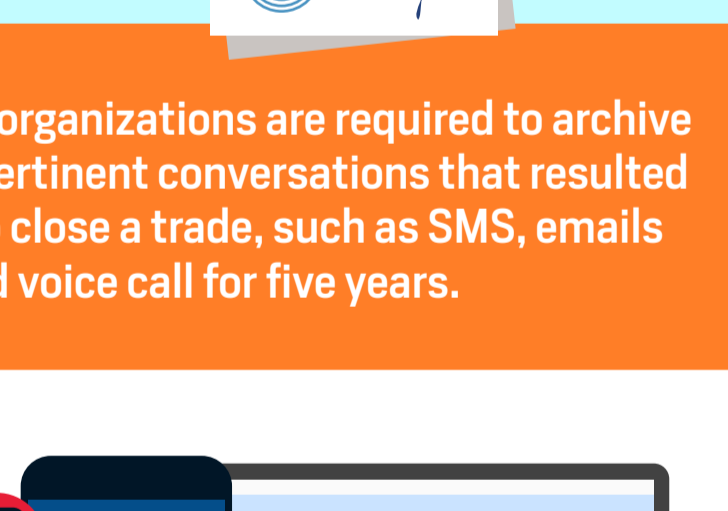 organizations are required to archive
ertinent conversations that resulted
close a trade, such as SMS, emails
voice call for five years.